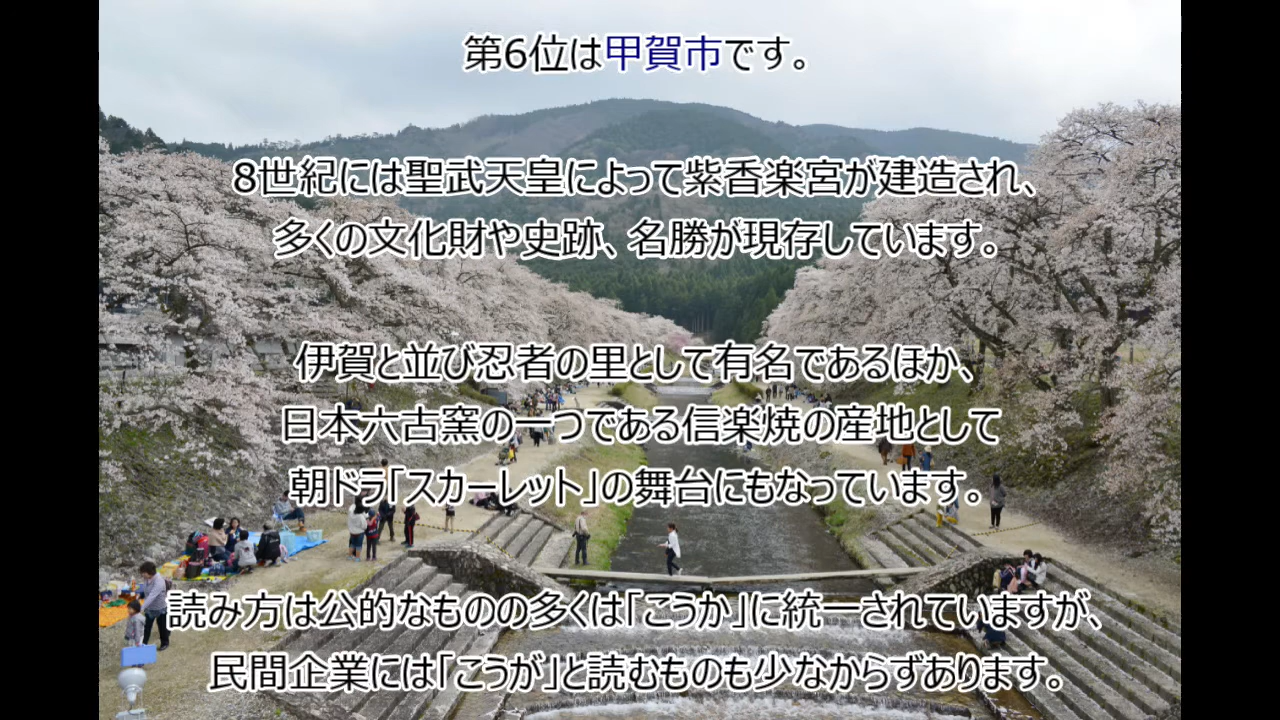 第6位は甲賀市です。
8世紀には聖武天皇によって紫香楽宮が建造され、
多くの文化財や史跡、名勝が現存しています。
伊賀と並び忍者の里として有名であるほか、
日本六古窯の一つである信楽焼の産地として
朝ドラ「スカーレット」の舞台にもなっています。
読み方は公的なものの多くは「こうか」に統一されていますが、
民間企業には「こうが」と読むものも少なからずあります。